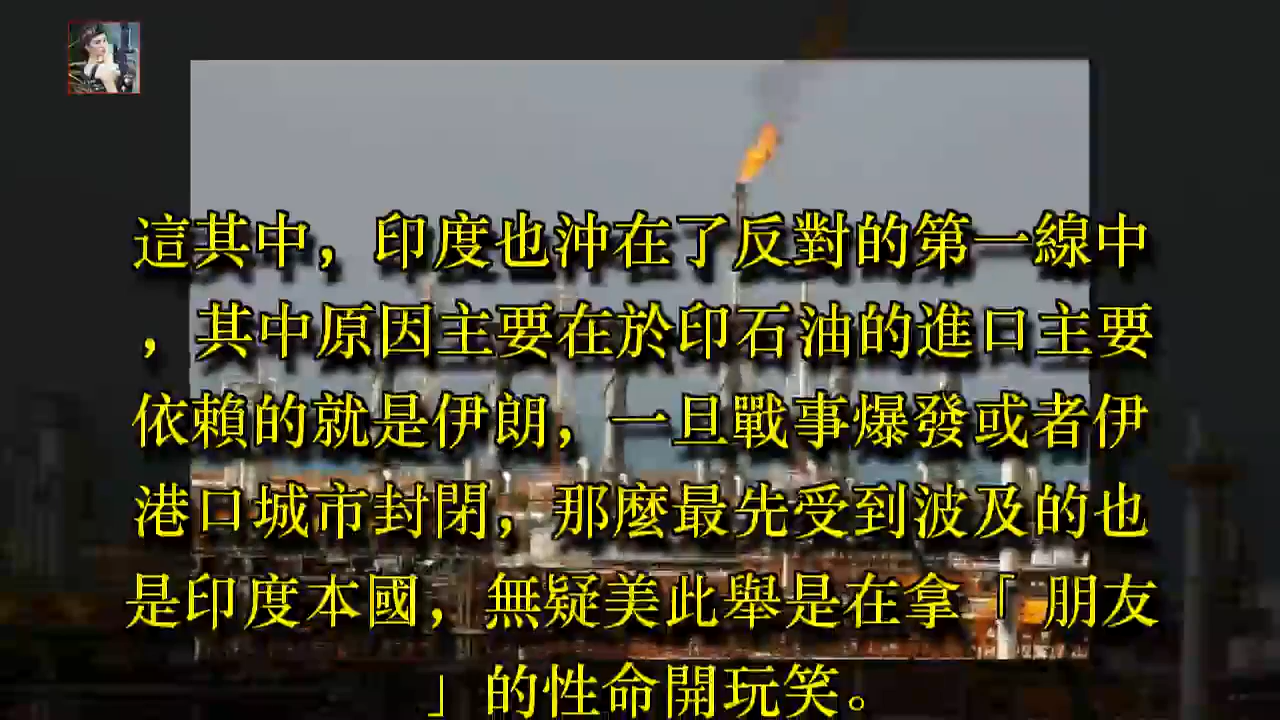 這其中，印度也沖在了反對的第一線中
，其中原因主要在於印石油的進口主要
依賴的就是伊朗，一旦戰事爆發或者伊
港口城市封閉，那麼最先受到波及的也
是印度本國，無疑美此舉是在拿「 朋友
」的性命開玩笑。